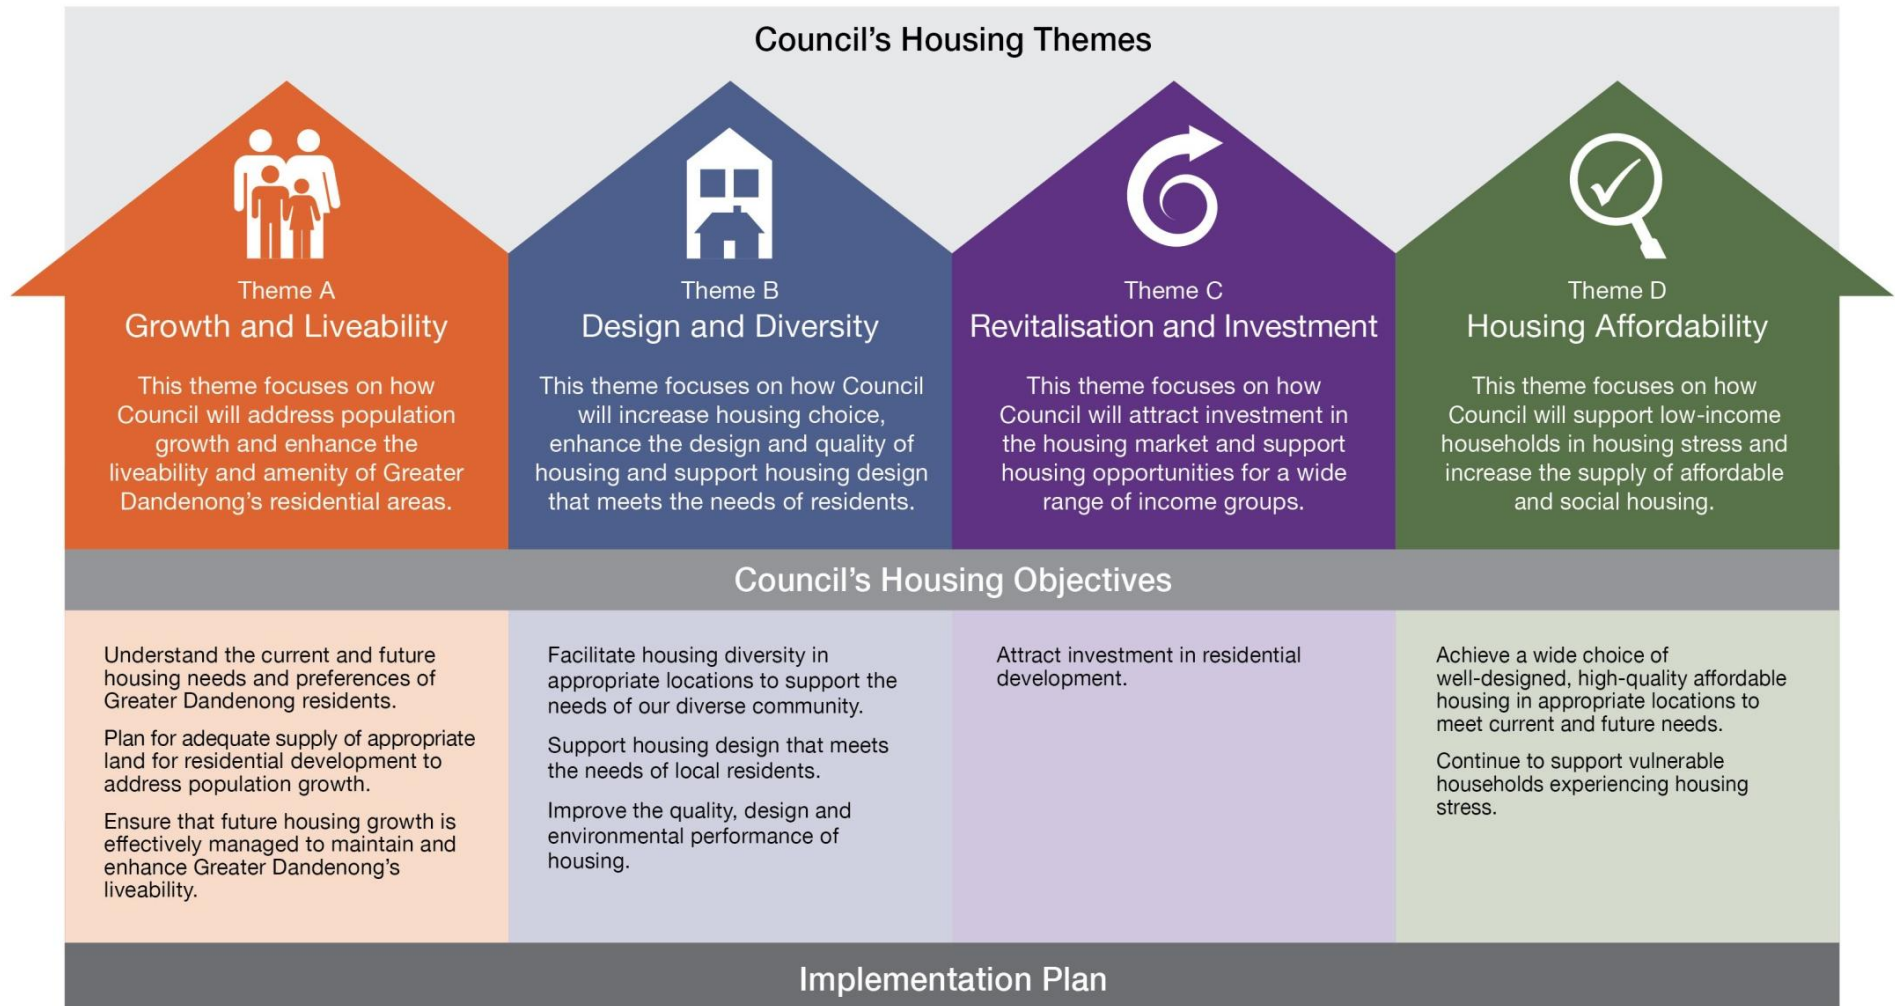 Council's Housing Themes
Theme A
Growth and Liveability
This theme focuses on how
Council will address population
growth and enhance the
liveability and amenity of Greater
Dandenong's residential areas.
Theme B
Design and Diversity
This theme focuses on how Council
will increase housing choice,
enhance the design and quality of
housing and support housing design
that meets the needs of residents.
Theme C
Revitalisation and Investment
This theme focuses on how
Council will attract investment in
the housing market and support
housing opportunities for a wide
range of income groups.
Theme D
Housing Affordability
This theme focuses on how
Council will support low-income
households in housing stress and
increase the supply of affordable
and social housing.
Council's Housing Objectives
Understand the current and future
housing needs and preferences of
Greater Dandenong residents.
Plan for adequate supply of appropriate
land for residential development to
address population growth.
Ensure that future housing growth is
effectively managed to maintain and
enhance Greater Dandenong's
liveability.
Facilitate housing diversity in
appropriate locations to support the
needs of our diverse community.
Support housing design that meets
the needs of local residents.
Improve the quality, design and
environmental performance of
housing.
Attract investment in residential
development.
Achieve a wide choice of
well-designed, high-quality affordable
housing in appropriate locations to
meet current and future needs.
Continue to support vulnerable
households experiencing housing
stress.
Implementation Plan